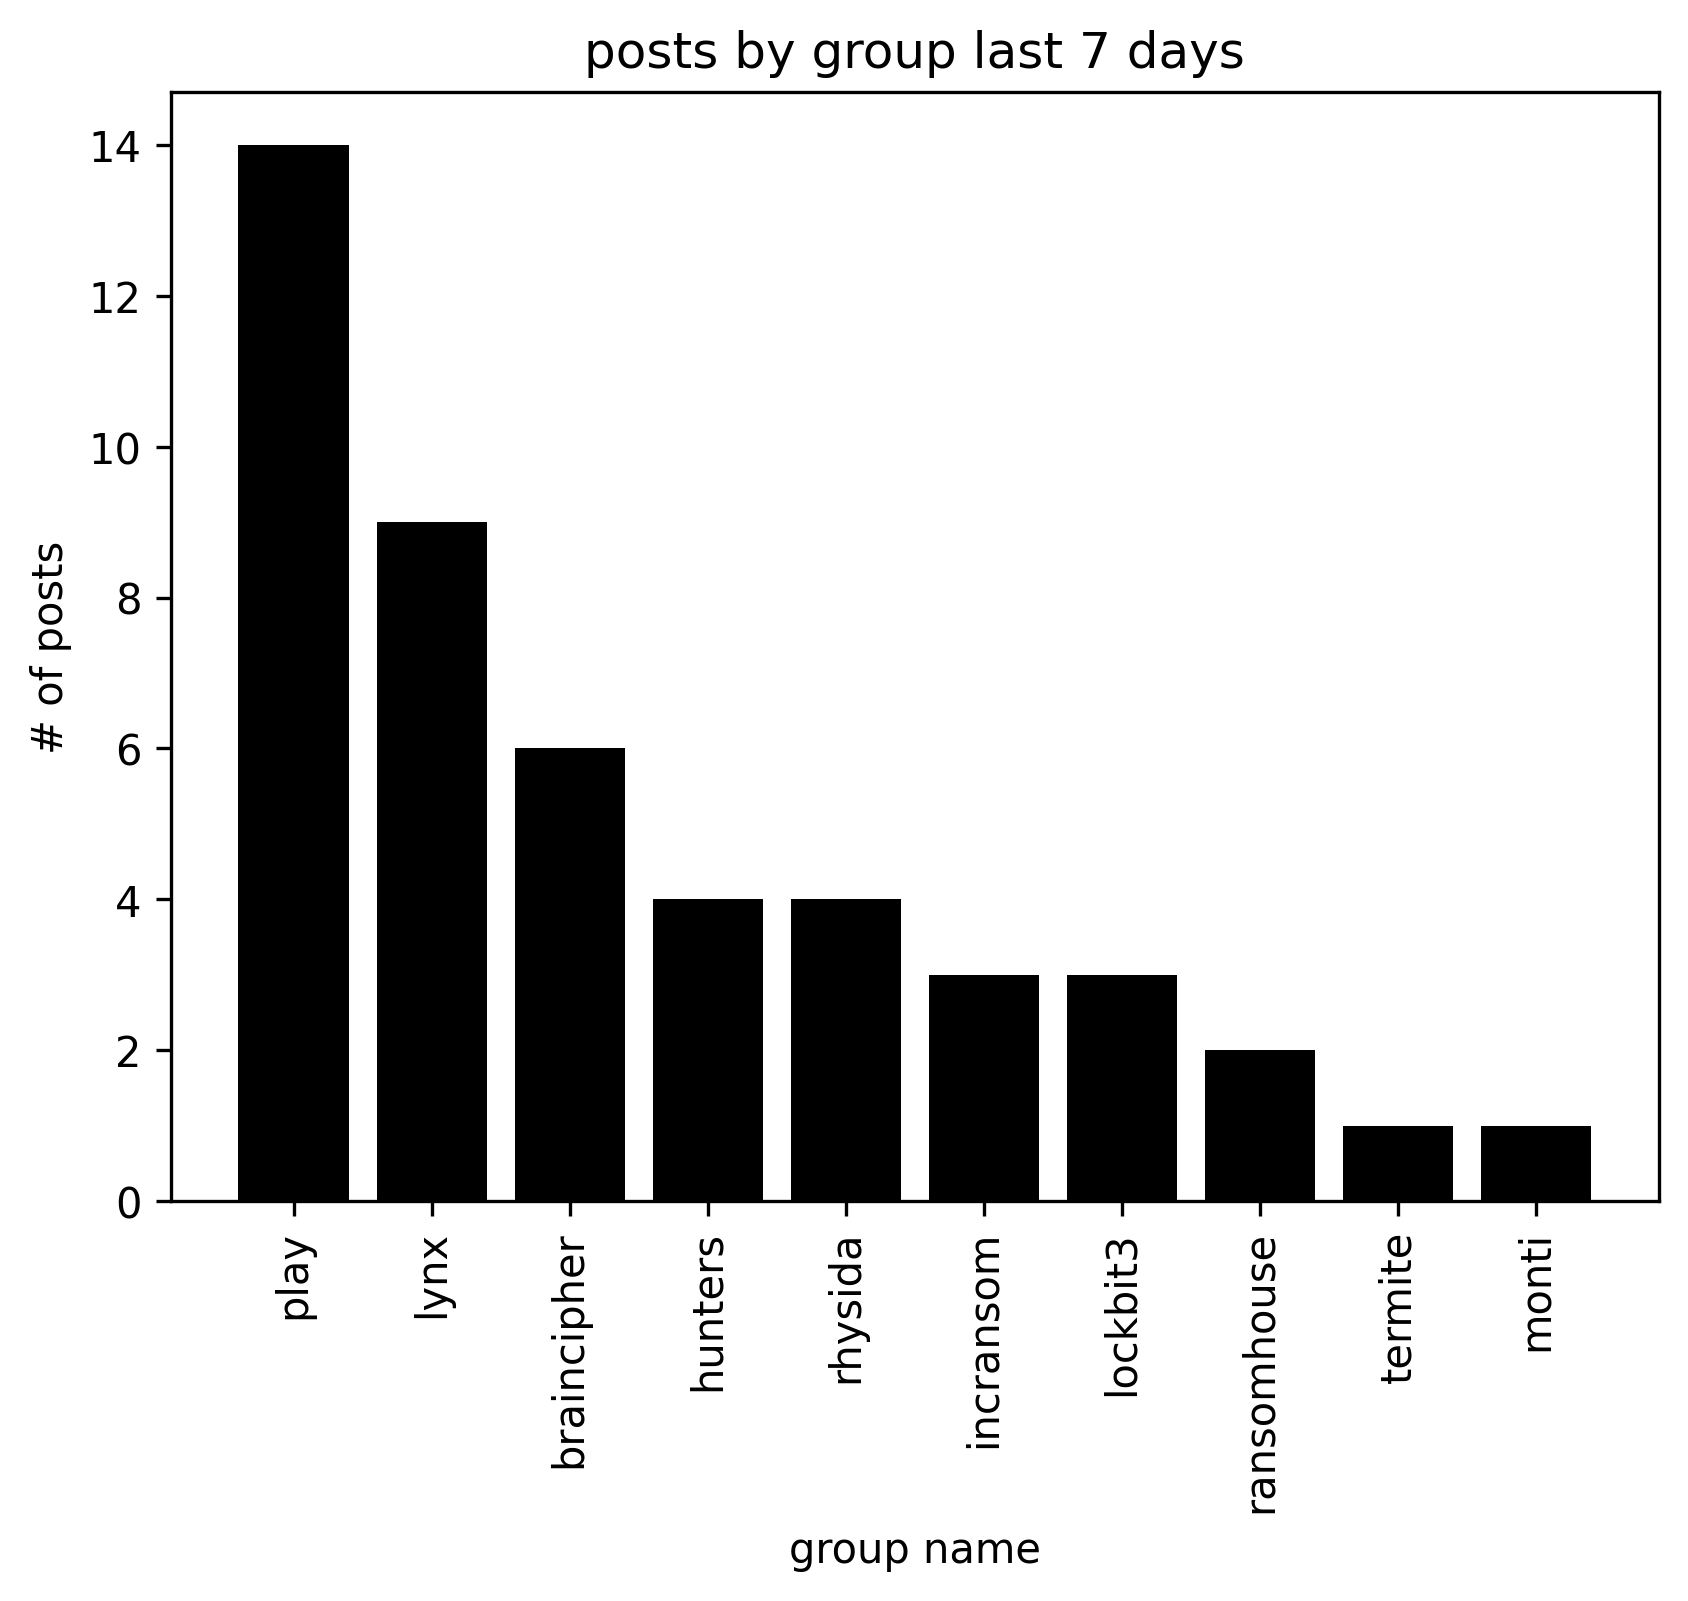 posts by group last 7 days
14
12
10
8
6
4
2
0
# of posts
play
lynx
braincipher
hunters
rhysida
incransom
lockbit3
ransomhouse
termite
monti
group name